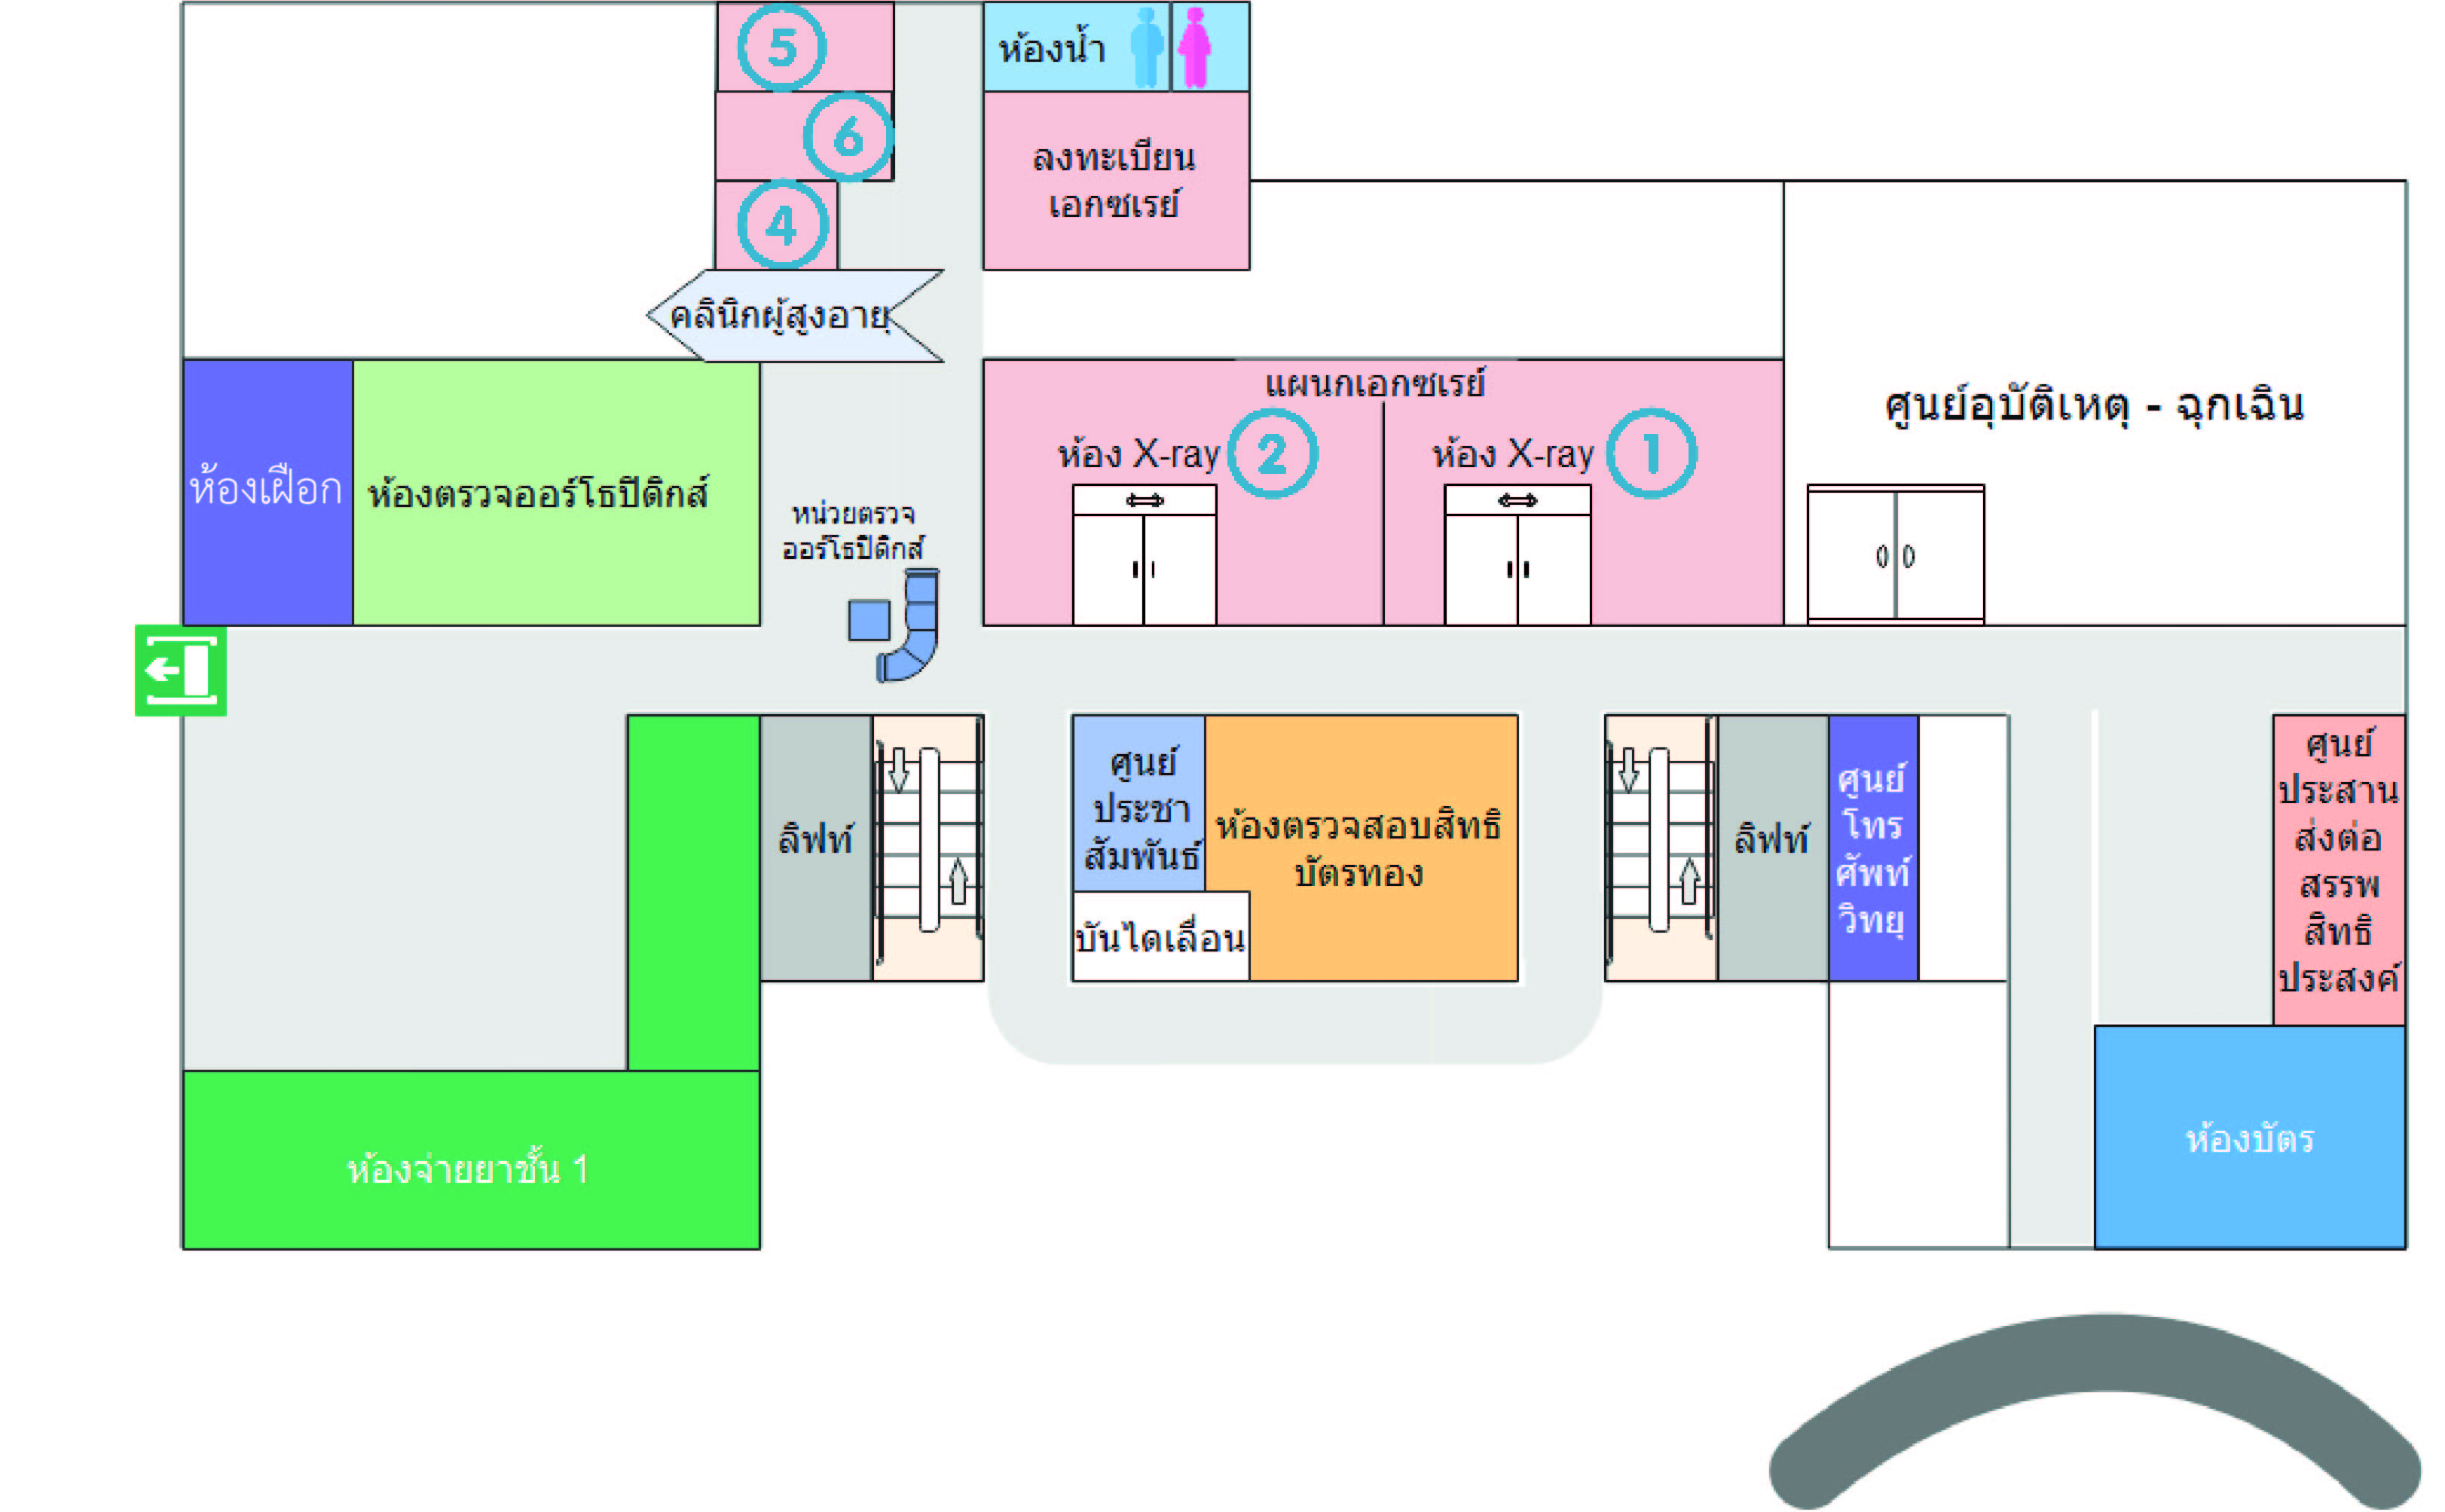 5
ห้องน้ำ
6
ลงทะเบียน
เอกซเรย์
4
คลินิกผู้สูงอายุ
แผนกเอกซเรย์
ห้อง X-ray 2
ห้อง X-ray 1
ศูนย์อุบัติเหตุ - ฉุกเฉิน
ห้องเฝือก
ห้องตรวจออร์โธปิดิกส์
หน่วยตรวจ
ออร์โธปิดิกส์
ลิฟท์
ศูนย์
ประชา
สัมพันธ์
ห้องตรวจสอบสิทธิ
บัตรทอง
บันไดเลื่อน
ลิฟท์
ศูนย์
โทร
ศัพท์
วิทยุ
ศูนย์
ประสาน
ส่งต่อ
สรรพ
สิทธิ
ประสงค์
ห้องจ่ายยาชั้น 1
ห้องบัตร